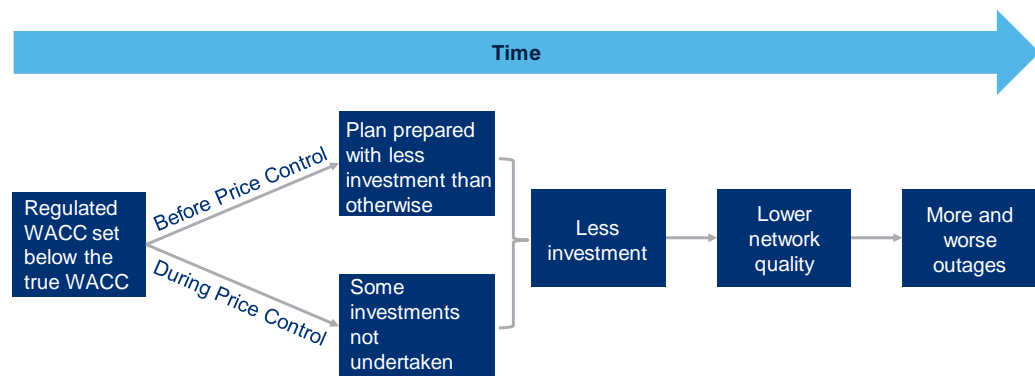 Time
Regulated
WACC set
below the
true WACC
Before Price Control
During Price Control
Plan prepared
with less
investment than
otherwise
Some
investments
not
undertaken
Less
investment
Lower
network
quality
More and
worse
outages